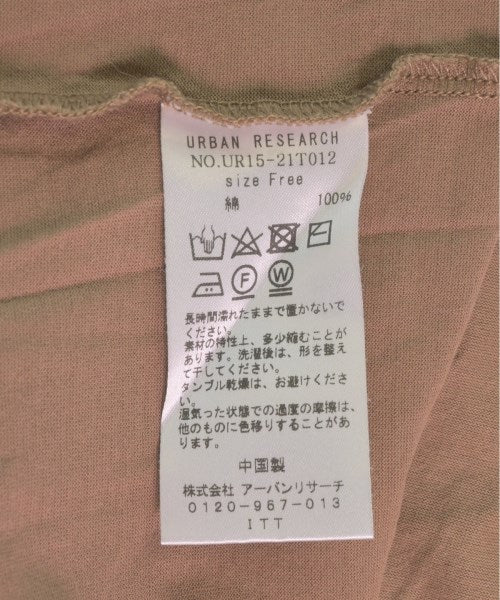 URBAN RESEARCH
NO.UR15-21T012
size Free
綿 100%
F W
長時間濡れたままで置かないで
ください。
素材の特性上、多少縮むことが
あります。洗濯後は、形を整え
て干してください。
タンブル乾燥は、お避けくださ
い。
湿気った状態での過度の摩擦は、
他のものに色移りすることがあ
ります。
中国製
株式会社 アーバンリサーチ
0120-967-013
ITT